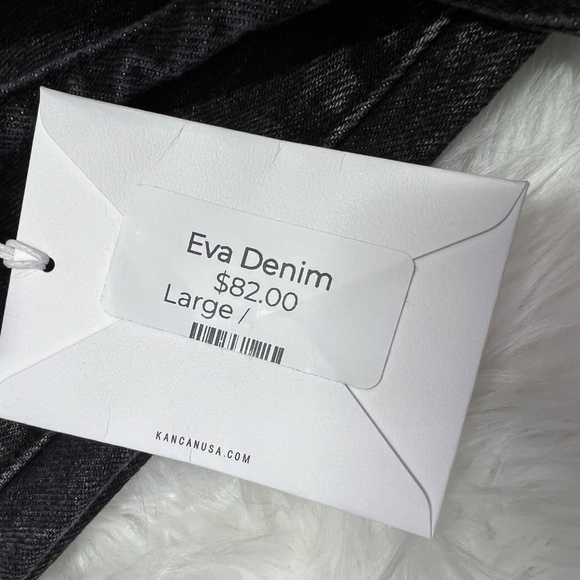 Eva Denim
$82.00
Large /
KANCANUSA.COM